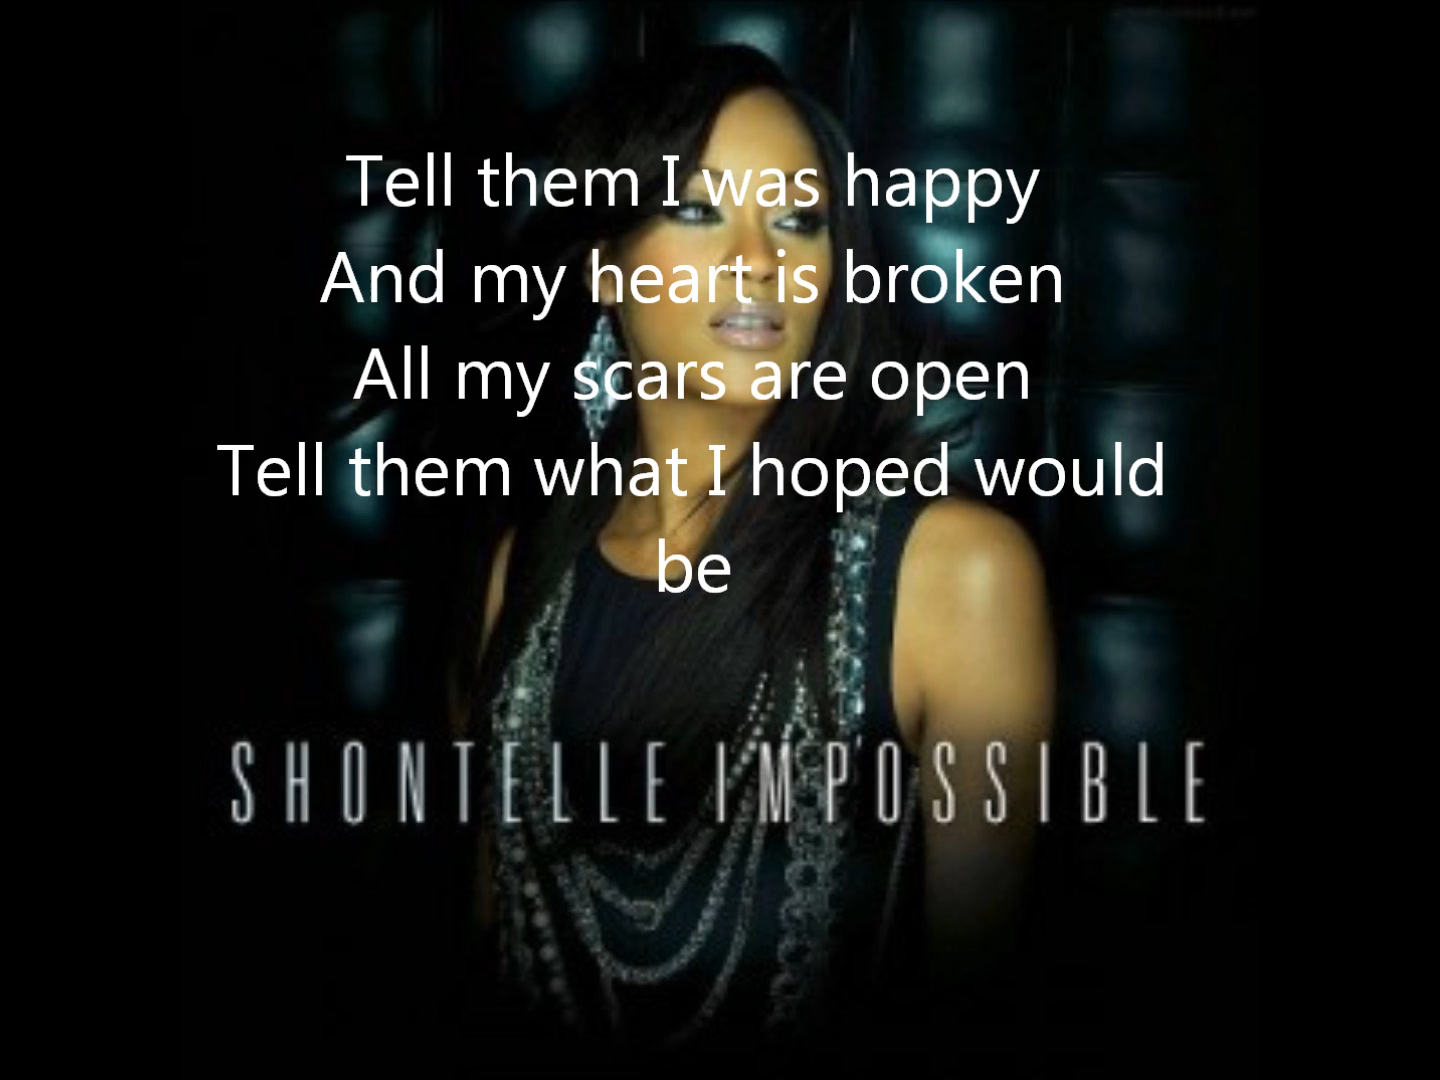 Tell them I was happy
And my heart is broken
All my scars are open
Tell them what I hoped would
be
SHONTELLE IMPOSSIBLE